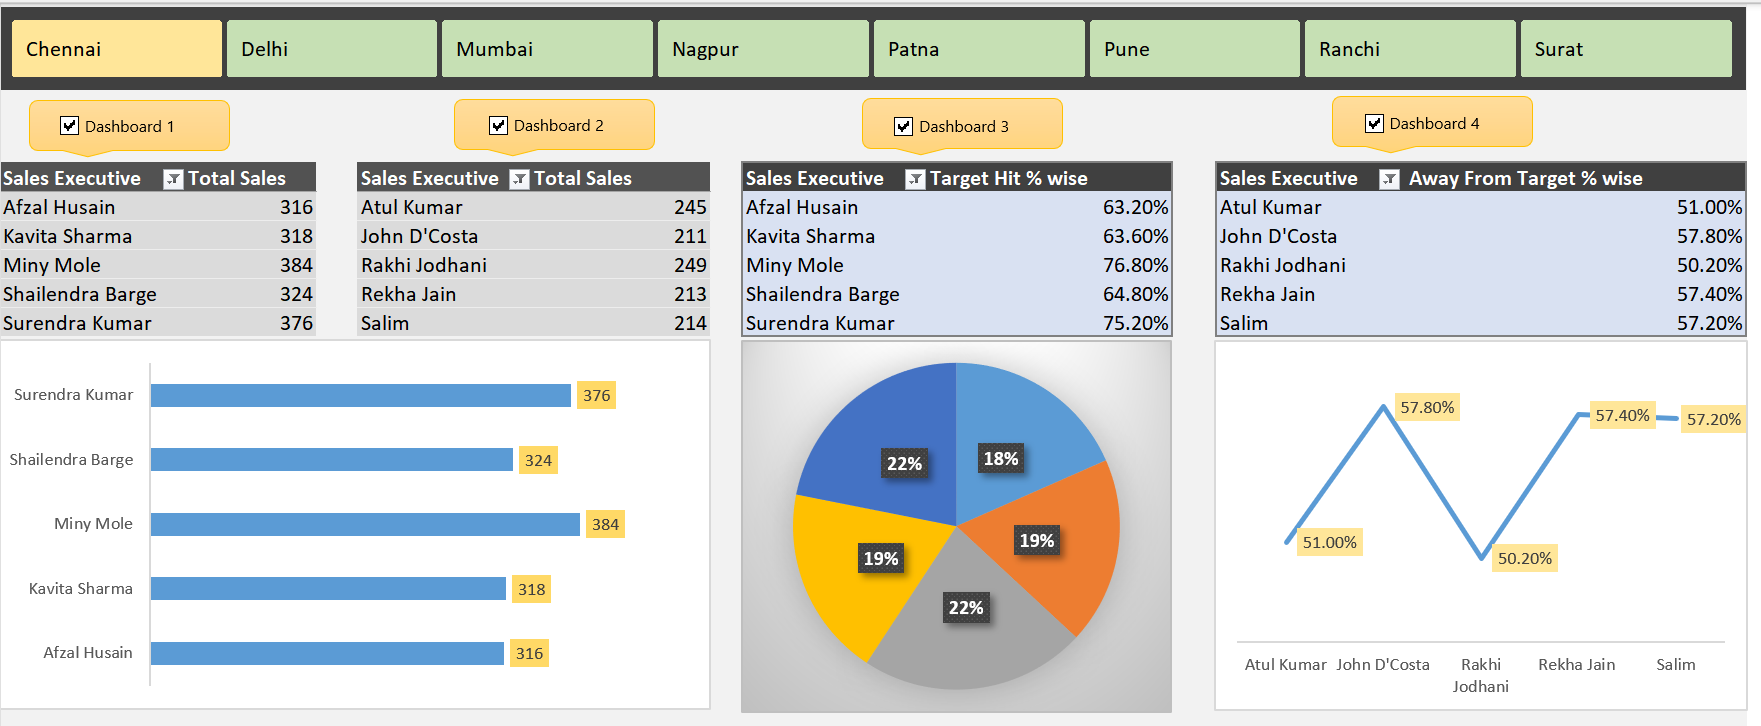 Chennai Delhi Mumbai Nagpur Patna Pune Ranchi Surat
Dashboard 1 Dashboard 2 Dashboard 3 Dashboard 4
Sales Executive Total Sales
Afzal Husain 316
Kavita Sharma 318
Miny Mole 384
Shailendra Barge 324
Surendra Kumar 376
Sales Executive Total Sales
Atul Kumar 245
John D'Costa 211
Rakhi Jodhani 249
Rekha Jain 213
Salim 214
Sales Executive Target Hit % wise
Afzal Husain 63.20%
Kavita Sharma 63.60%
Miny Mole 76.80%
Shailendra Barge 64.80%
Surendra Kumar 75.20%
Sales Executive Away From Target % wise
Atul Kumar 51.00%
John D'Costa 57.80%
Rakhi Jodhani 50.20%
Rekha Jain 57.40%
Salim 57.20%
Surendra Kumar 376
Shailendra Barge 324
Miny Mole 384
Kavita Sharma 318
Afzal Husain 316
22% 18%
19% 19%
22%
57.80%
57.40% 57.20%
51.00%
50.20%
Atul Kumar John D'Costa Rakhi Rekha Jain Salim
Jodhani